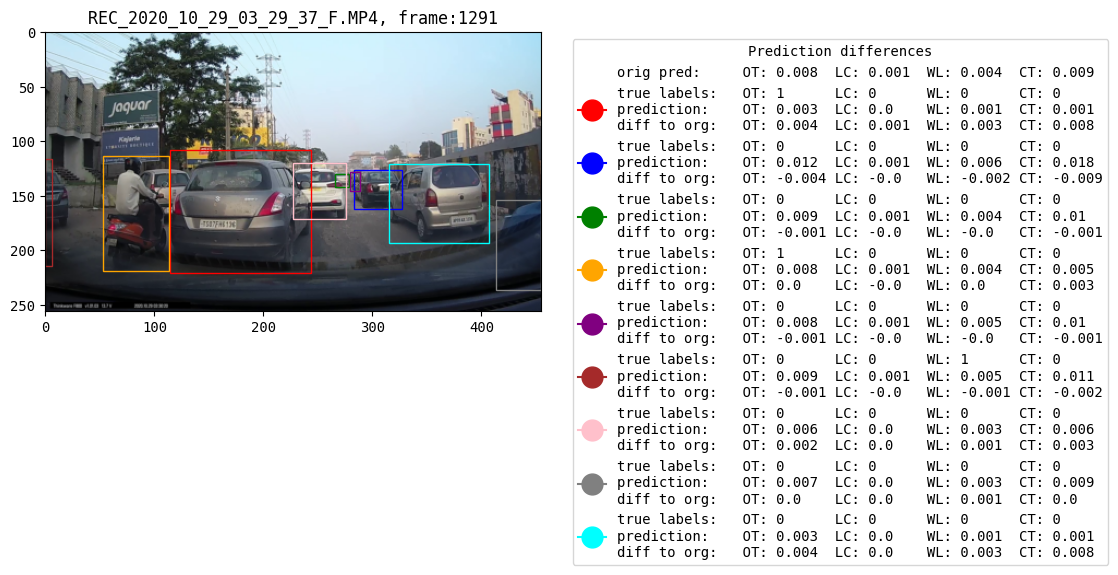 REC_2020_10_29_03_29_37_F.MP4, frame:1291
0
50
100
150
200
250
0 100 200 300 400
JAQUAR
Kajaria
Prediction differences
orig pred: OT: 0.008 LC: 0.001 WL: 0.004 CT: 0.009
true labels: OT: 1 LC: 0 WL: 0 CT: 0
prediction: OT: 0.003 LC: 0.0 WL: 0.001 CT: 0.001
diff to org: OT: 0.004 LC: 0.001 WL: 0.003 CT: 0.008
true labels: OT: 0 LC: 0 WL: 0 CT: 0
prediction: OT: 0.012 LC: 0.001 WL: 0.006 CT: 0.018
diff to org: OT: -0.004 LC: -0.0 WL: -0.002 CT: -0.009
true labels: OT: 0 LC: 0 WL: 0 CT: 0
prediction: OT: 0.009 LC: 0.001 WL: 0.004 CT: 0.01
diff to org: OT: -0.001 LC: -0.0 WL: -0.0 CT: -0.001
true labels: OT: 1 LC: 0 WL: 0 CT: 0
prediction: OT: 0.008 LC: 0.001 WL: 0.004 CT: 0.005
diff to org: OT: 0.0 LC: -0.0 WL: 0.0 CT: 0.003
true labels: OT: 0 LC: 0 WL: 0 CT: 0
prediction: OT: 0.008 LC: 0.001 WL: 0.005 CT: 0.01
diff to org: OT: -0.001 LC: -0.0 WL: -0.0 CT: -0.001
true labels: OT: 0 LC: 0 WL: 1 CT: 0
prediction: OT: 0.009 LC: 0.001 WL: 0.005 CT: 0.011
diff to org: OT: -0.001 LC: -0.0 WL: -0.001 CT: -0.002
true labels: OT: 0 LC: 0 WL: 0 CT: 0
prediction: OT: 0.006 LC: 0.0 WL: 0.003 CT: 0.006
diff to org: OT: 0.002 LC: 0.0 WL: 0.001 CT: 0.003
true labels: OT: 0 LC: 0 WL: 0 CT: 0
prediction: OT: 0.007 LC: 0.0 WL: 0.003 CT: 0.009
diff to org: OT: 0.0 LC: 0.0 WL: 0.001 CT: 0.0
true labels: OT: 0 LC: 0 WL: 0 CT: 0
prediction: OT: 0.003 LC: 0.0 WL: 0.001 CT: 0.001
diff to org: OT: 0.004 LC: 0.0 WL: 0.003 CT: 0.008